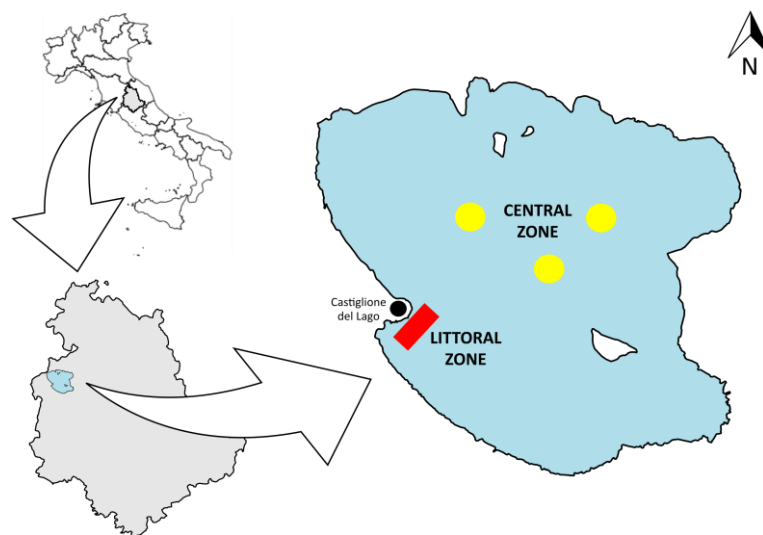 N
CENTRAL
ZONE
Castiglione
del Lago
LITTORAL
ZONE